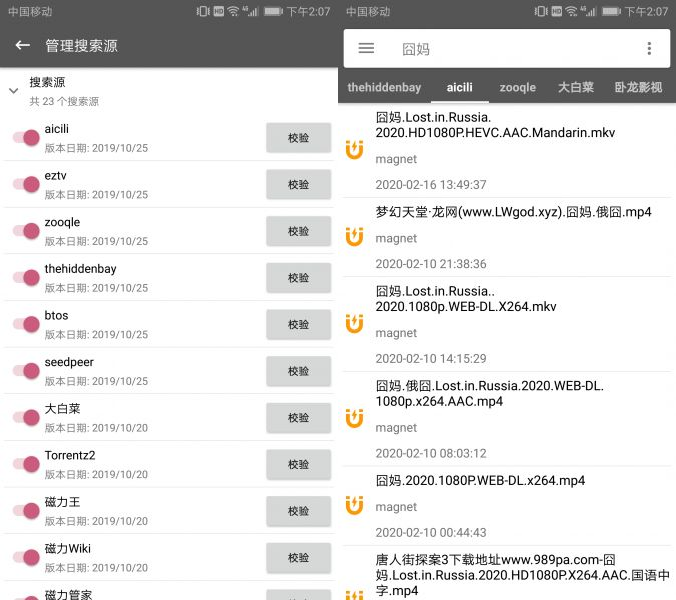 中国移动
HD
4G
下午2:07
管理搜索源
搜索源
共 23 个搜索源
aicili
版本日期: 2019/10/25
校验
eztv
版本日期: 2019/10/25
校验
zooqle
版本日期: 2019/10/25
校验
thehiddenbay
版本日期: 2019/10/25
校验
btos
版本日期: 2019/10/25
校验
seedpeer
版本日期: 2019/10/25
校验
大白菜
版本日期: 2019/10/20
校验
Torrentz2
版本日期: 2019/10/20
校验
磁力王
版本日期: 2019/10/20
校验
磁力Wiki
版本日期: 2019/10/20
校验
磁力管家
中国移动
HD
4G
下午2:07
囧妈
thehiddenbay
aicili
zooqle
大白菜
卧龙影视
囧妈.Lost.in.Russia.
2020.HD1080P.HEVC.AAC.Mandarin.mkv
magnet
2020-02-16 13:49:37
梦幻天堂·龙网(www.LWgod.xyz).囧妈.俄囧.mp4
magnet
2020-02-10 21:38:36
囧妈.Lost.in.Russia..
2020.1080p.WEB-DL.X264.mkv
magnet
2020-02-10 14:15:29
囧妈.俄囧.Lost.in.Russia.2020.WEB-DL.
1080p.x264.AAC.mp4
magnet
2020-02-10 08:03:12
囧妈.2020.1080P.WEB-DL.x264.mp4
magnet
2020-02-10 00:44:43
唐人街探案3下载地址www.989pa.com-囧
妈.Lost.in.Russia.2020.HD1080P.X264.AAC.国语中
字.mp4